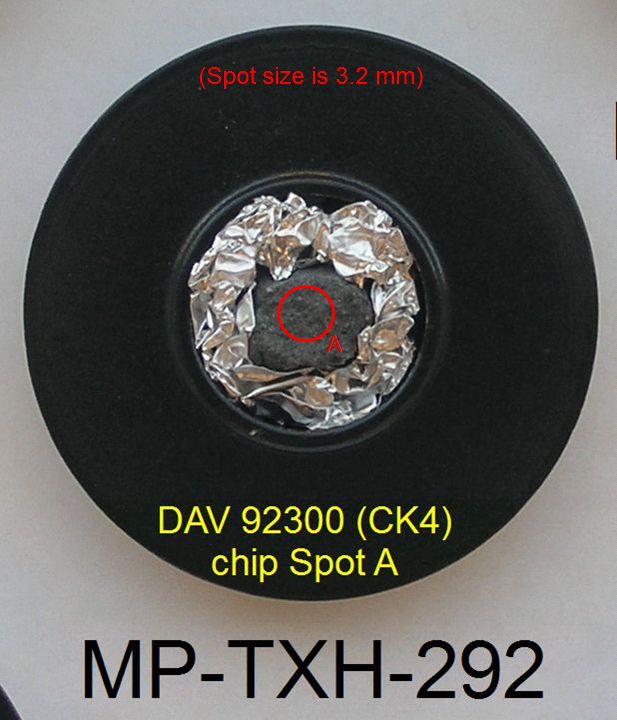 (Spot size is 3.2 mm)
A
DAV 92300 (CK4)
chip Spot A
MP-TXH-292